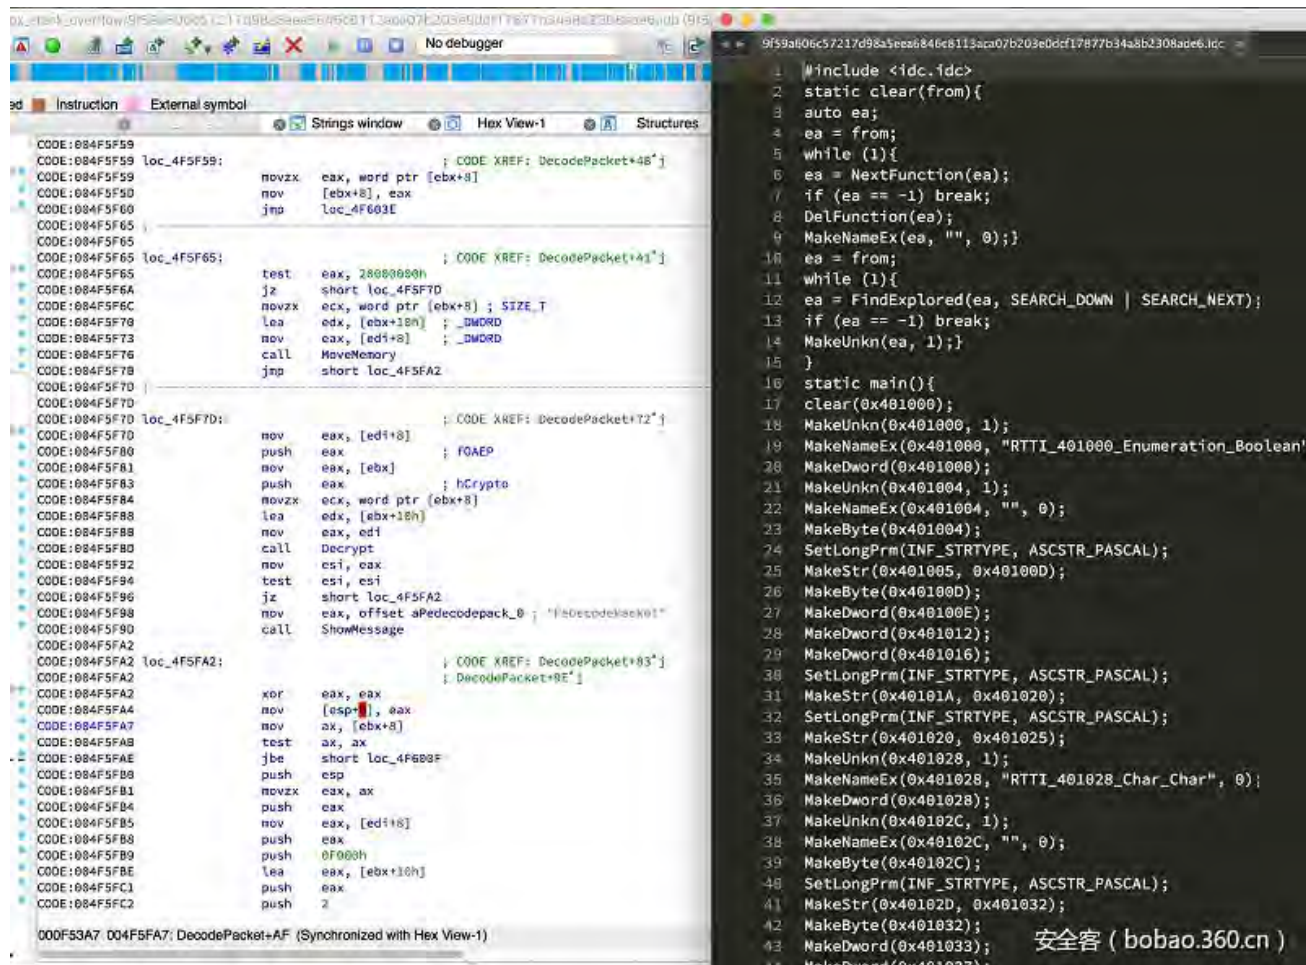 No debugger
Instruction
External symbol
Strings window
Hex View-1
Structures
CODE:004F5F59
CODE:004F5F59 loc_4F5F59: ; CODE XREF: DecodePacket+4B↑j
CODE:004F5F59 movzx eax, word ptr [ebx+8]
CODE:004F5F5D mov [ebx+8], eax
CODE:004F5F60 jmp loc_4F603E
CODE:004F5F65 ;
CODE:004F5F65
CODE:004F5F65 loc_4F5F65: ; CODE XREF: DecodePacket+41↑j
CODE:004F5F65 test eax, 20000000h
CODE:004F5F6A jz short loc_4F5F7D
CODE:004F5F6C movzx ecx, word ptr [ebx+8] ; SIZE_T
CODE:004F5F70 lea edx, [ebx+10h] ; _DWORD
CODE:004F5F73 mov eax, [edi+8] ; _DWORD
CODE:004F5F76 call MoveMemory
CODE:004F5F7B jmp short loc_4F5FA2
CODE:004F5F7D ;
CODE:004F5F7D
CODE:004F5F7D loc_4F5F7D: ; CODE XREF: DecodePacket+72↑j
CODE:004F5F7D mov eax, [edi+8]
CODE:004F5F80 push eax ; fOAEP
CODE:004F5F81 mov eax, [ebx]
CODE:004F5F83 push eax ; hCrypto
CODE:004F5F84 movzx ecx, word ptr [ebx+8]
CODE:004F5F88 lea edx, [ebx+10h]
CODE:004F5F8B mov eax, edi
CODE:004F5F8D call Decrypt
CODE:004F5F92 mov esi, eax
CODE:004F5F94 test esi, esi
CODE:004F5F96 jz short loc_4F5FA2
CODE:004F5F98 mov eax, offset aPedecodepack_0 ;
CODE:004F5F9D call ShowMessage
CODE:004F5FA2
CODE:004F5FA2 loc_4F5FA2: ; CODE XREF: DecodePacket+83↑j
CODE:004F5FA2 ; DecodePacket+9E↑j
CODE:004F5FA2 xor eax, eax
CODE:004F5FA4 mov [esp+ ], eax
CODE:004F5FA7 mov ax, [ebx+8]
CODE:004F5FAB test ax, ax
CODE:004F5FAE jbe short loc_4F600F
CODE:004F5FB0 push esp
CODE:004F5FB1 movzx eax, ax
CODE:004F5FB4 push eax
CODE:004F5FB5 mov eax, [edi+8]
CODE:004F5FB8 push eax
CODE:004F5FB9 push 0F000h
CODE:004F5FBE lea eax, [ebx+10h]
CODE:004F5FC1 push eax
CODE:004F5FC2 push 2
000F53A7 004F5FA7: DecodePacket+AF (Synchronized with Hex View-1)
1 #include <idc.idc>
2 static clear(from){
3 auto ea;
4 ea = from;
5 while (1){
6 ea = NextFunction(ea);
7 if (ea == -1) break;
8 DelFunction(ea);
9 MakeNameEx(ea, "", 0);}
10 ea = from;
11 while (1){
12 ea = FindExplored(ea, SEARCH_DOWN | SEARCH_NEXT);
13 if (ea == -1) break;
14 MakeUnkn(ea, 1);}
15 }
16 static main(){
17 clear(0x401000);
18 MakeUnkn(0x401000, 1);
19 MakeNameEx(0x401000, "RTTI_401000_Enumeration_Boolean"
20 MakeDword(0x401000);
21 MakeUnkn(0x401004, 1);
22 MakeNameEx(0x401004, "", 0);
23 MakeByte(0x401004);
24 SetLongPrm(INF_STRTYPE, ASCSTR_PASCAL);
25 MakeStr(0x401005, 0x40100D);
26 MakeByte(0x40100D);
27 MakeDword(0x40100E);
28 MakeDword(0x401012);
29 MakeDword(0x401016);
30 SetLongPrm(INF_STRTYPE, ASCSTR_PASCAL);
31 MakeStr(0x40101A, 0x401020);
32 SetLongPrm(INF_STRTYPE, ASCSTR_PASCAL);
33 MakeStr(0x401020, 0x401025);
34 MakeUnkn(0x401028, 1);
35 MakeNameEx(0x401028, "RTTI_401028_Char_Char", 0);
36 MakeDword(0x401028);
37 MakeUnkn(0x40102C, 1);
38 MakeNameEx(0x40102C, "", 0);
39 MakeByte(0x40102C);
40 SetLongPrm(INF_STRTYPE, ASCSTR_PASCAL);
41 MakeStr(0x40102D, 0x401032);
42 MakeByte(0x401032);
43 MakeDword(0x401033);
安全客（bobao.360.cn）